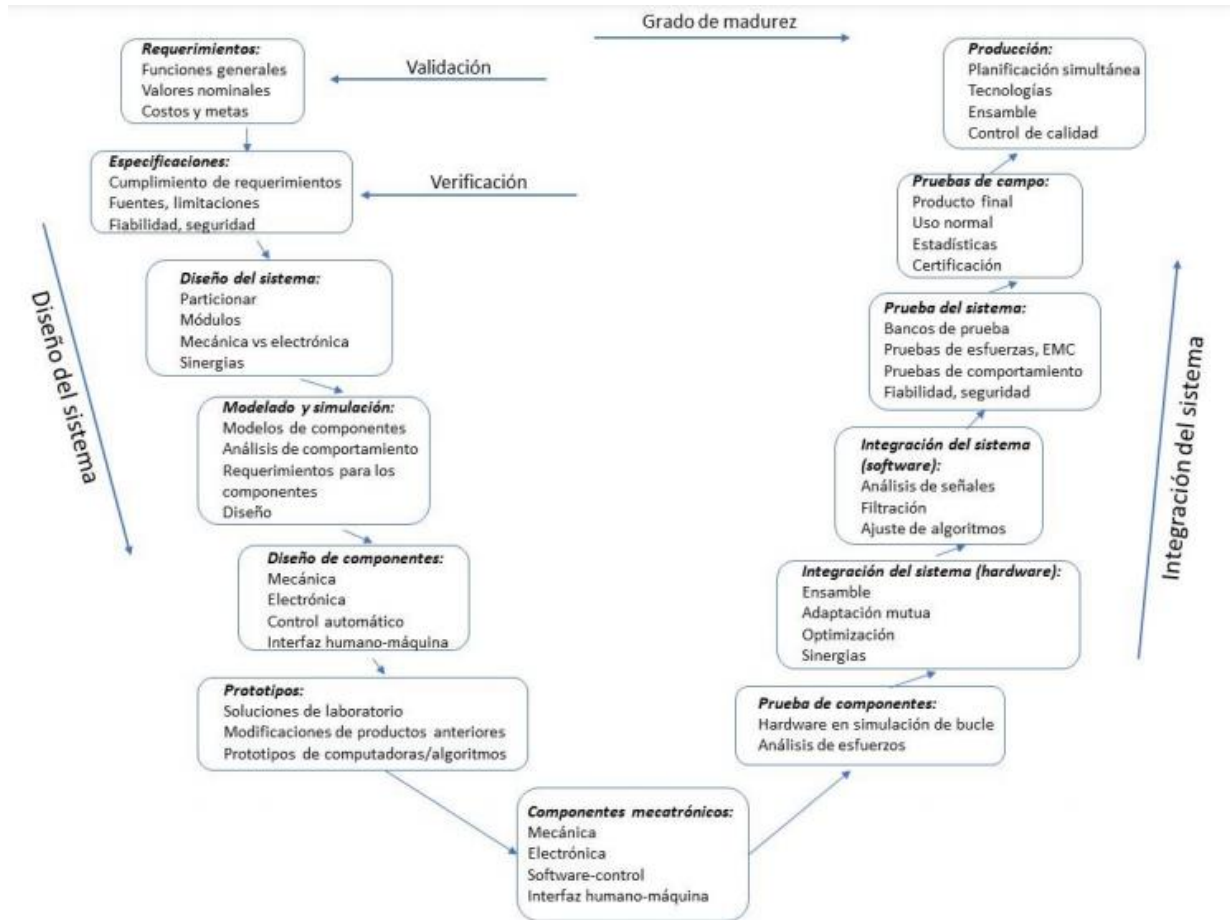 Grado de madurez
Requerimientos:
Funciones generales
Valores nominales
Costos y metas
Validación
Especificaciones:
Cumplimiento de requerimientos
Fuentes, limitaciones
Fiabilidad, seguridad
Verificación
Diseño del sistema
Diseño del sistema:
Particionar
Módulos
Mecánica vs electrónica
Sinergias
Modelado y simulación:
Modelos de componentes
Análisis de comportamiento
Requerimientos para los
componentes
Diseño
Diseño de componentes:
Mecánica
Electrónica
Control automático
Interfaz humano-máquina
Prototipos:
Soluciones de laboratorio
Modificaciones de productos anteriores
Prototipos de computadoras/algoritmos
Componentes mecatrónicos:
Mecánica
Electrónica
Software-control
Interfaz humano-máquina
Prueba de componentes:
Hardware en simulación de bucle
Análisis de esfuerzos
Integración del sistema (hardware):
Ensamble
Adaptación mutua
Optimización
Sinergias
Integración del sistema
(software):
Análisis de señales
Filtración
Ajuste de algoritmos
Prueba del sistema:
Bancos de prueba
Pruebas de esfuerzos, EMC
Pruebas de comportamiento
Fiabilidad, seguridad
Pruebas de campo:
Producto final
Uso normal
Estadísticas
Certificación
Producción:
Planificación simultánea
Tecnologías
Ensamble
Control de calidad
Integración del sistema